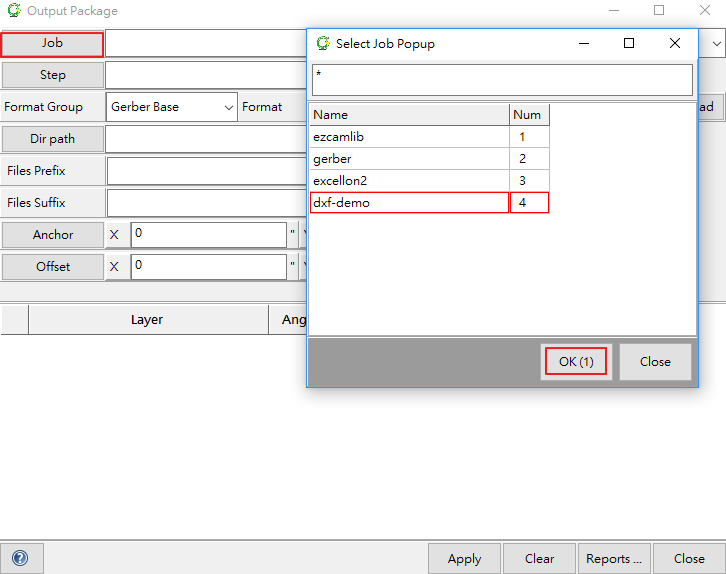 Output Package
Job
Step
Format Group Gerber Base Format
Dir path
Files Prefix
Files Suffix
Anchor X 0 "
Offset X 0 "
Layer Ang
Select Job Popup
*
Name Num
ezcamlib 1
gerber 2
excellon2 3
dxf-demo 4
OK (1) Close
ad
Apply Clear Reports ... Close